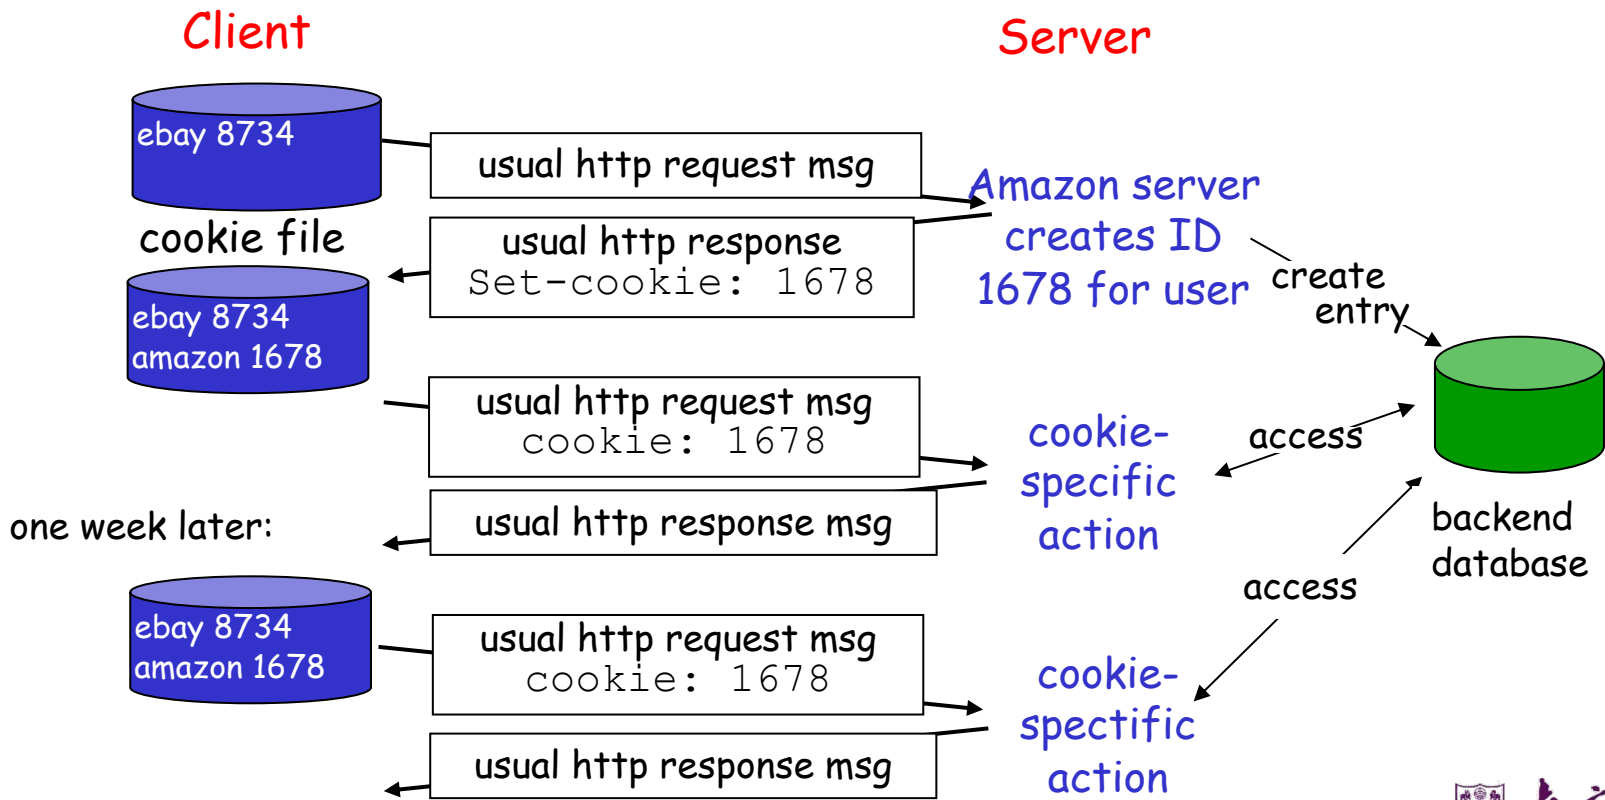 Client
Server
ebay 8734
usual http request msg
Amazon server
creates ID
1678 for user
cookie file
usual http response
Set-cookie: 1678
create
entry
ebay 8734
amazon 1678
usual http request msg
cookie: 1678
cookie-
specific
action
access
usual http response msg
one week later:
backend
database
access
ebay 8734
amazon 1678
usual http request msg
cookie: 1678
cookie-
spectific
action
usual http response msg